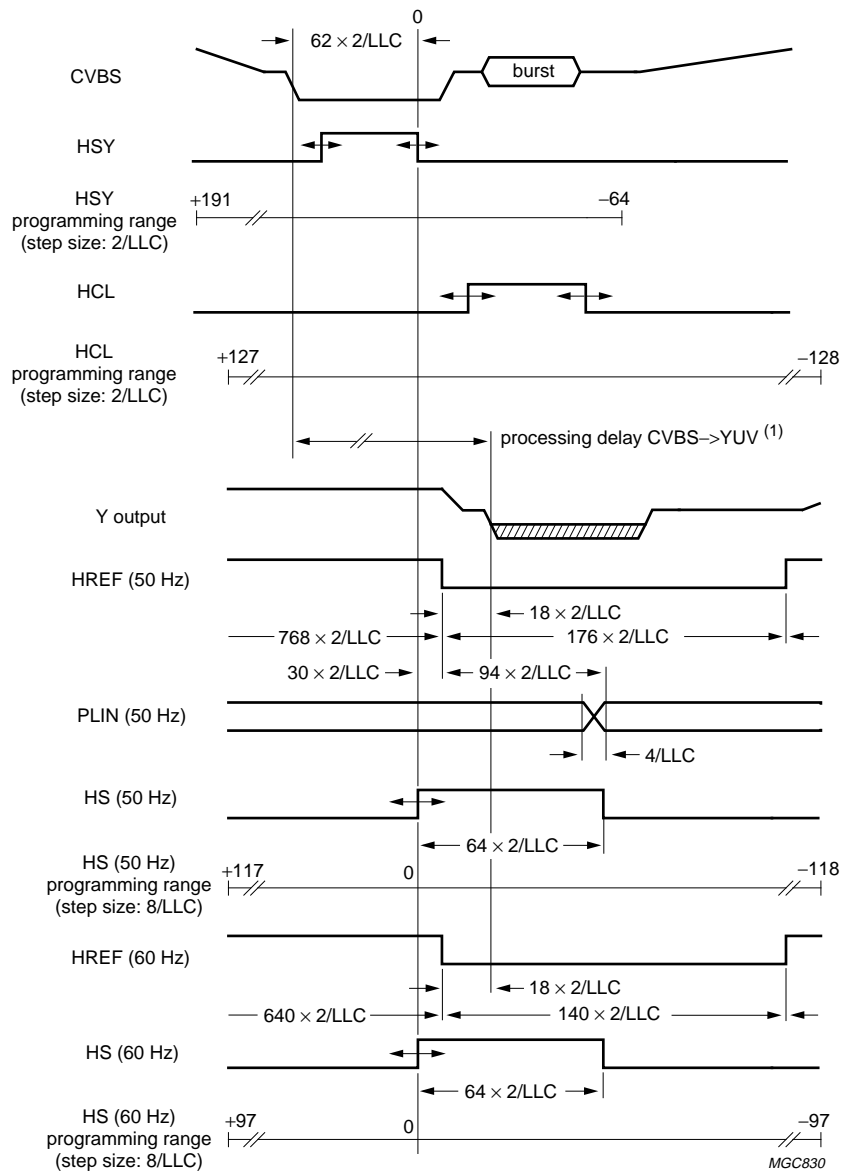 0
62 × 2/LLC
CVBS
burst
HSY
HSY
programming range
(step size: 2/LLC)
+191
−64
HCL
HCL
programming range
(step size: 2/LLC)
+127
−128
processing delay CVBS−>YUV (1)
Y output
HREF (50 Hz)
18 × 2/LLC
768 × 2/LLC
176 × 2/LLC
30 × 2/LLC
94 × 2/LLC
PLIN (50 Hz)
4/LLC
HS (50 Hz)
64 × 2/LLC
HS (50 Hz)
programming range
(step size: 8/LLC)
+117
0
−118
HREF (60 Hz)
18 × 2/LLC
640 × 2/LLC
140 × 2/LLC
HS (60 Hz)
64 × 2/LLC
HS (60 Hz)
programming range
(step size: 8/LLC)
+97
0
−97
MGC830